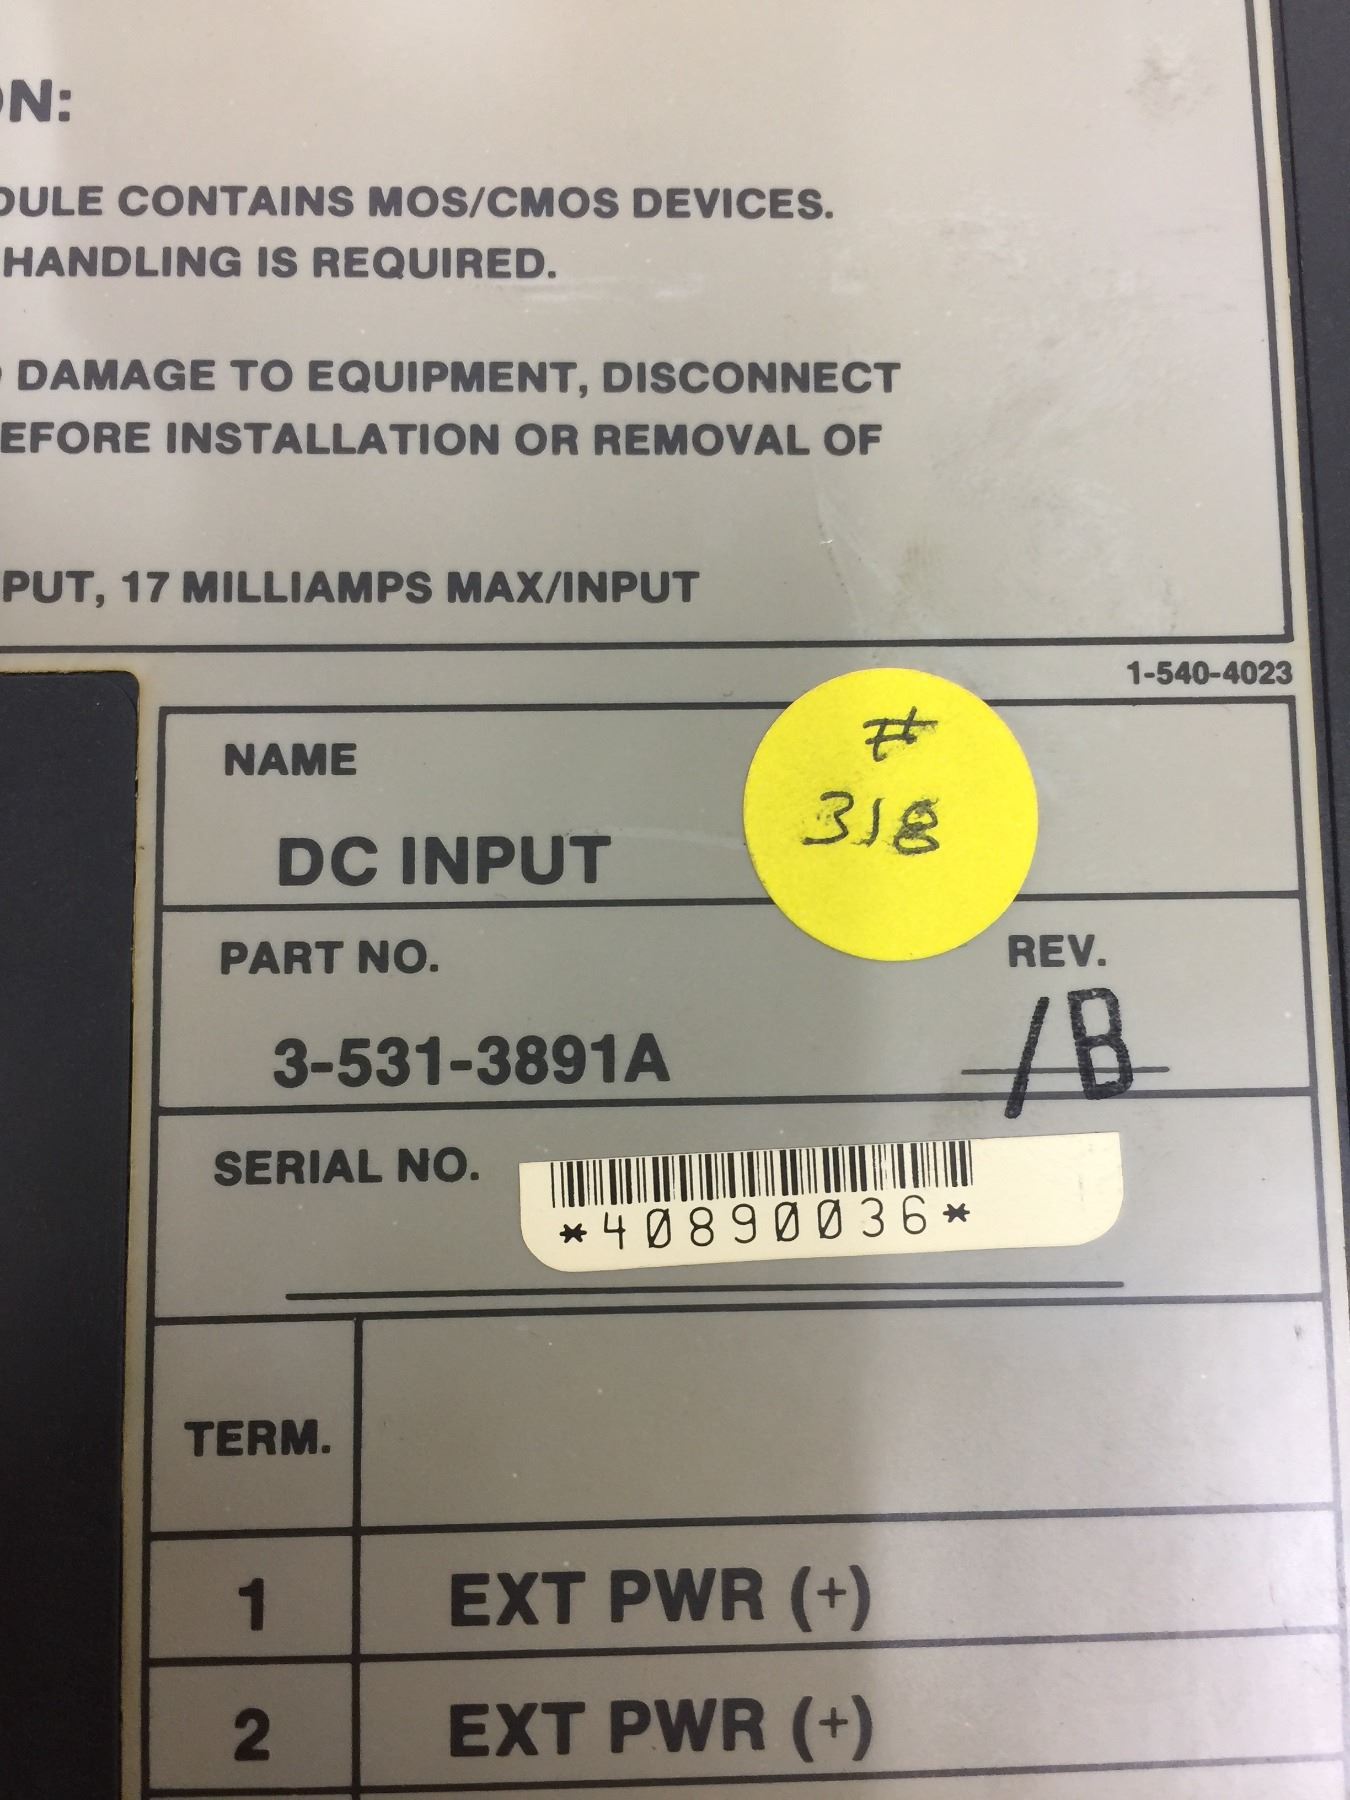 ON:
DULE CONTAINS MOS/CMOS DEVICES.
HANDLING IS REQUIRED.
DAMAGE TO EQUIPMENT, DISCONNECT
EFORE INSTALLATION OR REMOVAL OF
PUT, 17 MILLIAMPS MAX/INPUT
1-540-4023
NAME
DC INPUT
#
318
PART NO.
REV.
3-531-3891A
/B
SERIAL NO.
*40890036*
TERM.
1 EXT PWR (+)
2 EXT PWR (+)